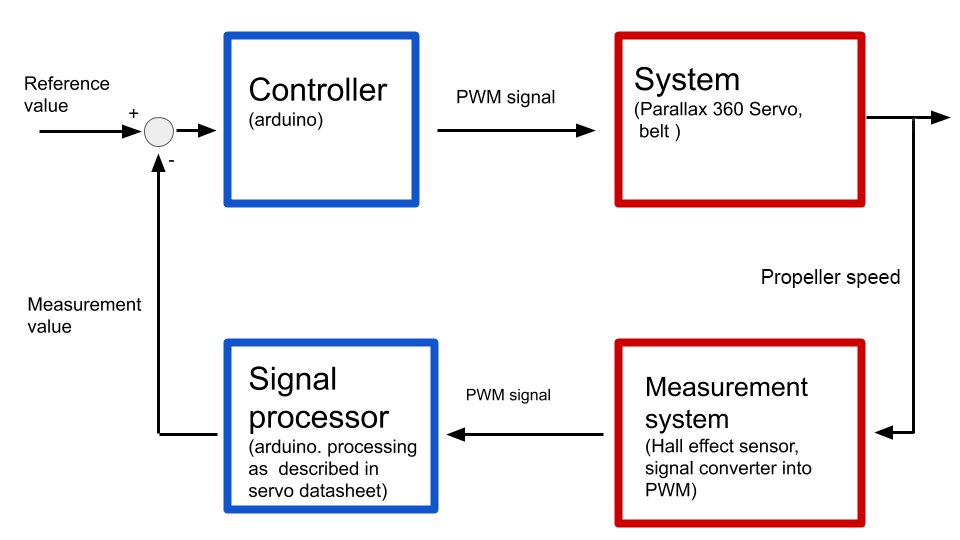 Reference
value
+
-
Controller
(arduino)
PWM signal
System
(Parallax 360 Servo,
belt )
Propeller speed
Measurement
value
Signal
processor
(arduino. processing
as described in
servo datasheet)
PWM signal
Measurement
system
(Hall effect sensor,
signal converter into
PWM)